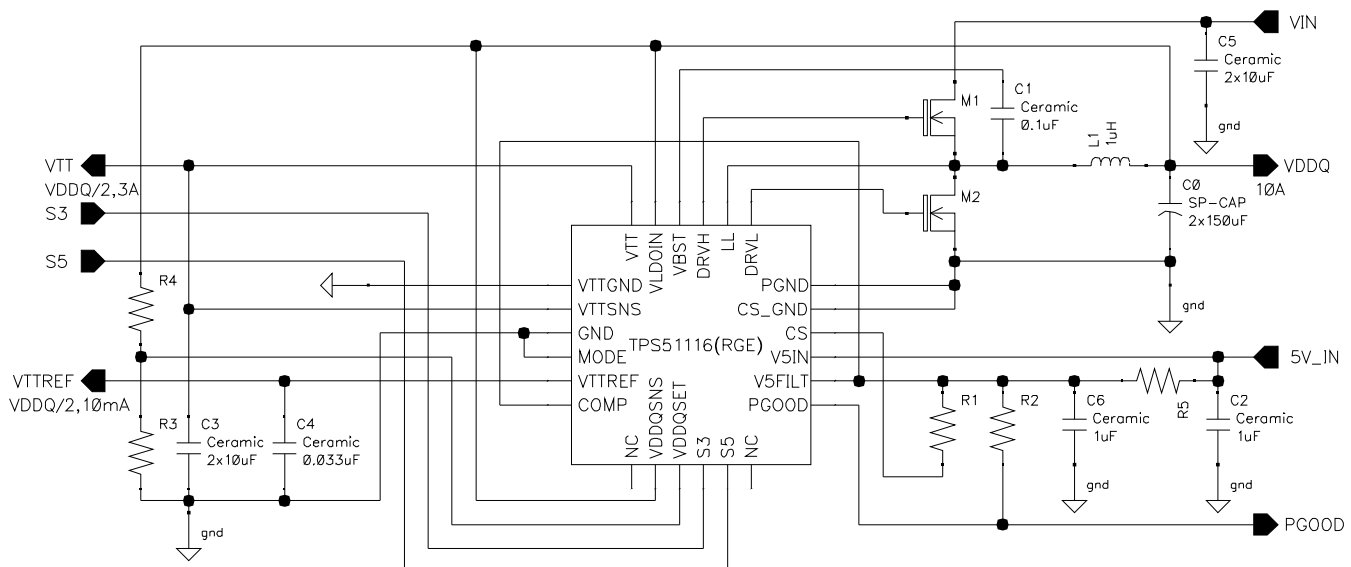 VIN
C5
Ceramic
2x10uF
gnd
M1
C1
Ceramic
0.1uF
L1
1uH
VTT
VDDQ/2,3A
VDDQ
10A
M2
C0
SP-CAP
2x150uF
S3
S5
gnd
VTT
VLDOIN
VBST
DRVH
LL
DRVL
R4
VTTGND
VTTSNS
GND
MODE
VTTREF
COMP
TPS51116(RGE)
PGND
CS_GND
CS
V5IN
V5FILT
PGOOD
5V_IN
VTTREF
VDDQ/2,10mA
R3
C3
Ceramic
2x10uF
C4
Ceramic
0.033uF
NC
VDDQSNS
VDDQSET
S3
S5
NC
R1
R2
C6
Ceramic
1uF
R5
C2
Ceramic
1uF
gnd
gnd
gnd
PGOOD